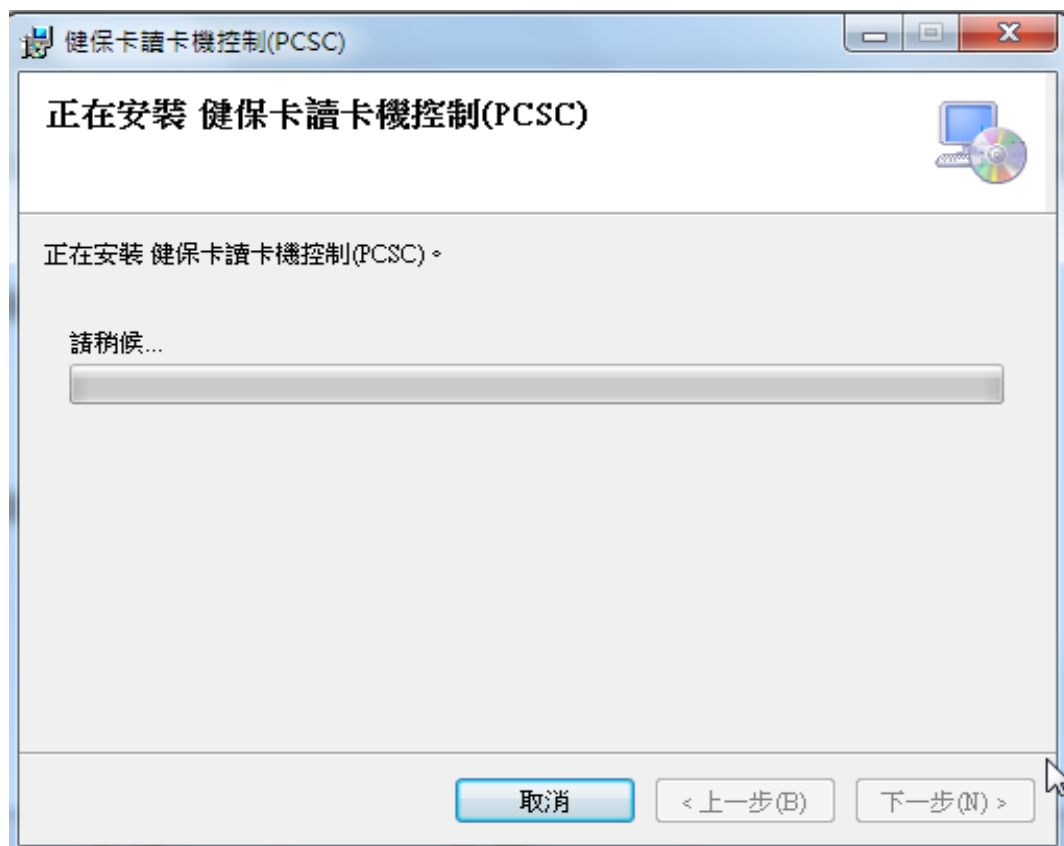 健保卡讀卡機控制(PCSC)
正在安裝 健保卡讀卡機控制(PCSC)
正在安裝 健保卡讀卡機控制(PCSC)。
請稍候...
取消
< 上一步(B)
下一步(N) >